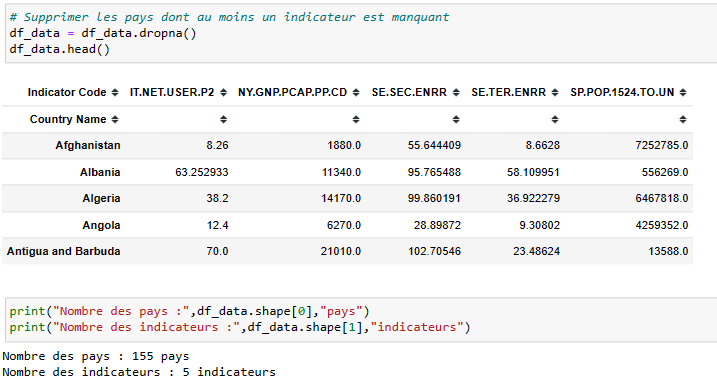 # Supprimer les pays dont au moins un indicateur est manquant
df_data = df_data.dropna()
df_data.head()
Indicator Code IT.NET.USER.P2 NY.GNP.PCAP.PP.CD SE.SEC.ENRR SE.TER.ENRR SP.POP.1524.TO.UN
Country Name
Afghanistan 8.26 1880.0 55.644409 8.6628 7252785.0
Albania 63.252933 11340.0 95.765488 58.109951 556269.0
Algeria 38.2 14170.0 99.860191 36.922279 6467818.0
Angola 12.4 6270.0 28.89872 9.30802 4259352.0
Antigua and Barbuda 70.0 21010.0 102.70546 23.48624 13588.0
print("Nombre des pays :",df_data.shape[0],"pays")
print("Nombre des indicateurs :",df_data.shape[1],"indicateurs")
Nombre des pays : 155 pays
Nombre des indicateurs : 5 indicateurs